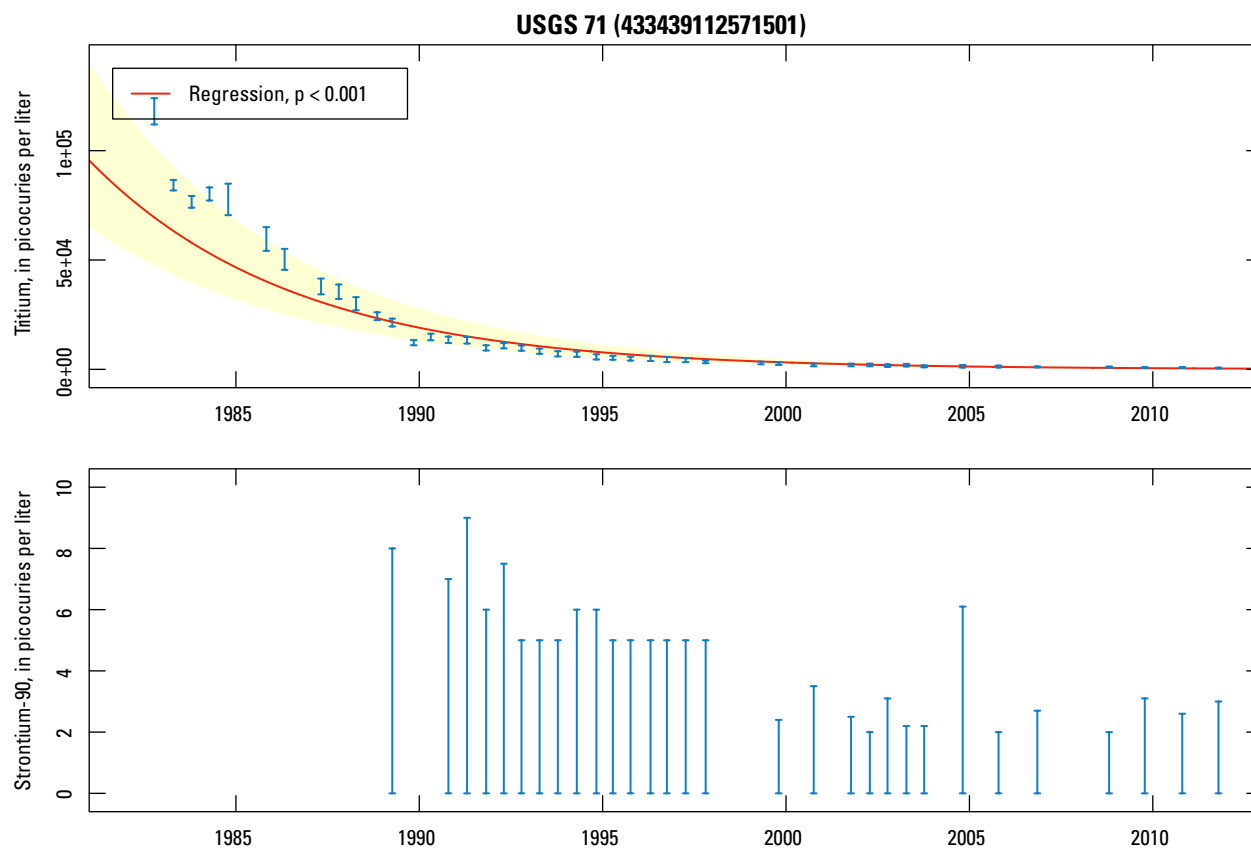 USGS 71 (433439112571501)
Regression, p < 0.001
Tritium, in picocuries per liter
1e+05
5e+04
0e+00
1985 1990 1995 2000 2005 2010
Strontium-90, in picocuries per liter
10
8
6
4
2
0
1985 1990 1995 2000 2005 2010